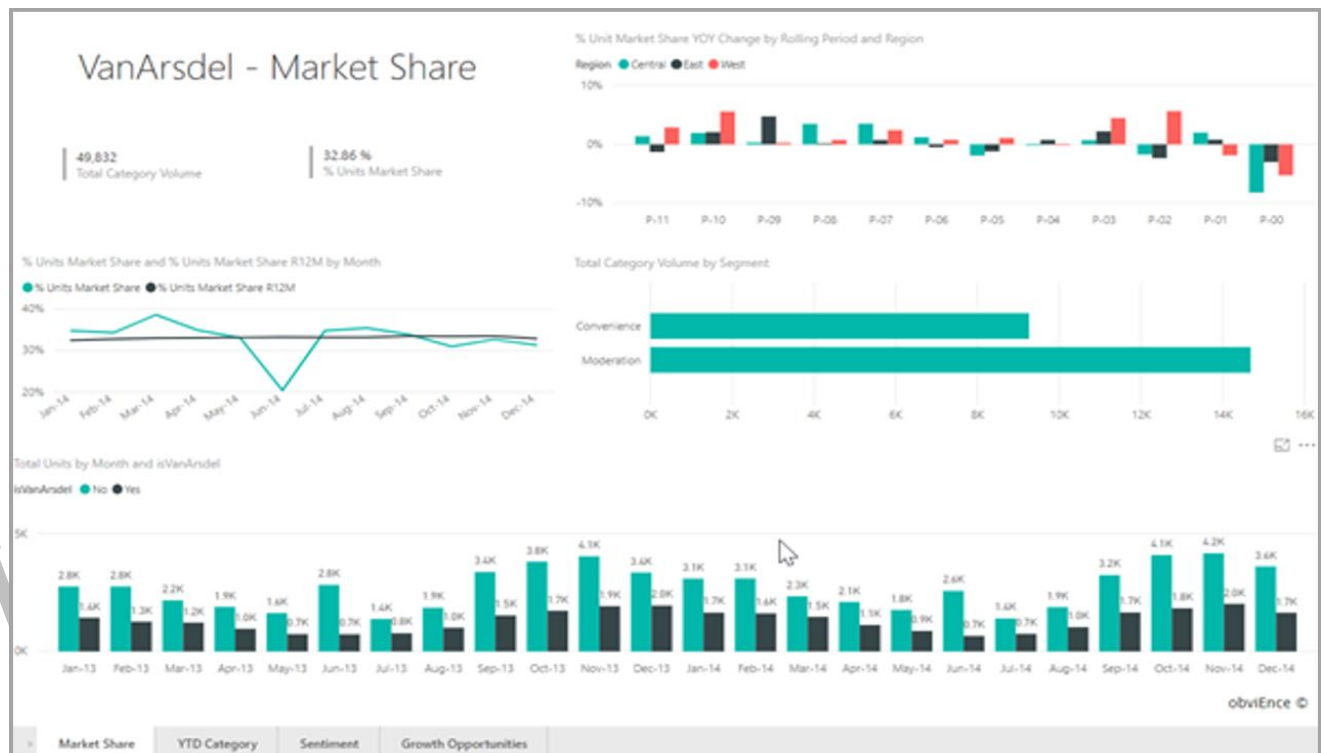 VanArsdel - Market Share
49,832
Total Category Volume
32.86 %
% Units Market Share
% Unit Market Share YOY Change by Rolling Period and Region
Region Central East West
10%
0%
-10%
P-11 P-10 P-09 P-08 P-07 P-06 P-05 P-04 P-03 P-02 P-01 P-00
% Units Market Share and % Units Market Share R12M by Month
% Units Market Share % Units Market Share R12M
40%
30%
20%
Jan-14 Feb-14 Mar-14 Apr-14 May-14 Jun-14 Jul-14 Aug-14 Sep-14 Oct-14 Nov-14 Dec-14
Total Category Volume by Segment
Convenience
Moderation
0K 2K 4K 6K 8K 10K 12K 14K 16K
Total Units by Month and isVanArsdel
isVanArsdel No Yes
5K
0K
2.8K 1.4K 2.8K 1.3K 2.2K 1.2K 1.9K 1.0K 1.6K 0.7K 2.8K 0.7K 1.4K 0.8K 1.9K 1.0K 3.4K 1.5K 3.8K 1.7K 4.1K 1.9K 3.4K 2.0K 3.1K 1.7K 3.1K 1.6K 2.3K 1.5K 2.1K 1.1K 1.8K 0.9K 2.6K 0.7K 1.4K 0.7K 1.9K 1.0K 3.2K 1.7K 4.1K 1.8K 4.2K 2.0K 3.6K 1.7K
Jan-13 Feb-13 Mar-13 Apr-13 May-13 Jun-13 Jul-13 Aug-13 Sep-13 Oct-13 Nov-13 Dec-13 Jan-14 Feb-14 Mar-14 Apr-14 May-14 Jun-14 Jul-14 Aug-14 Sep-14 Oct-14 Nov-14 Dec-14
obviEnce ©
Market Share YTD Category Sentiment Growth Opportunities